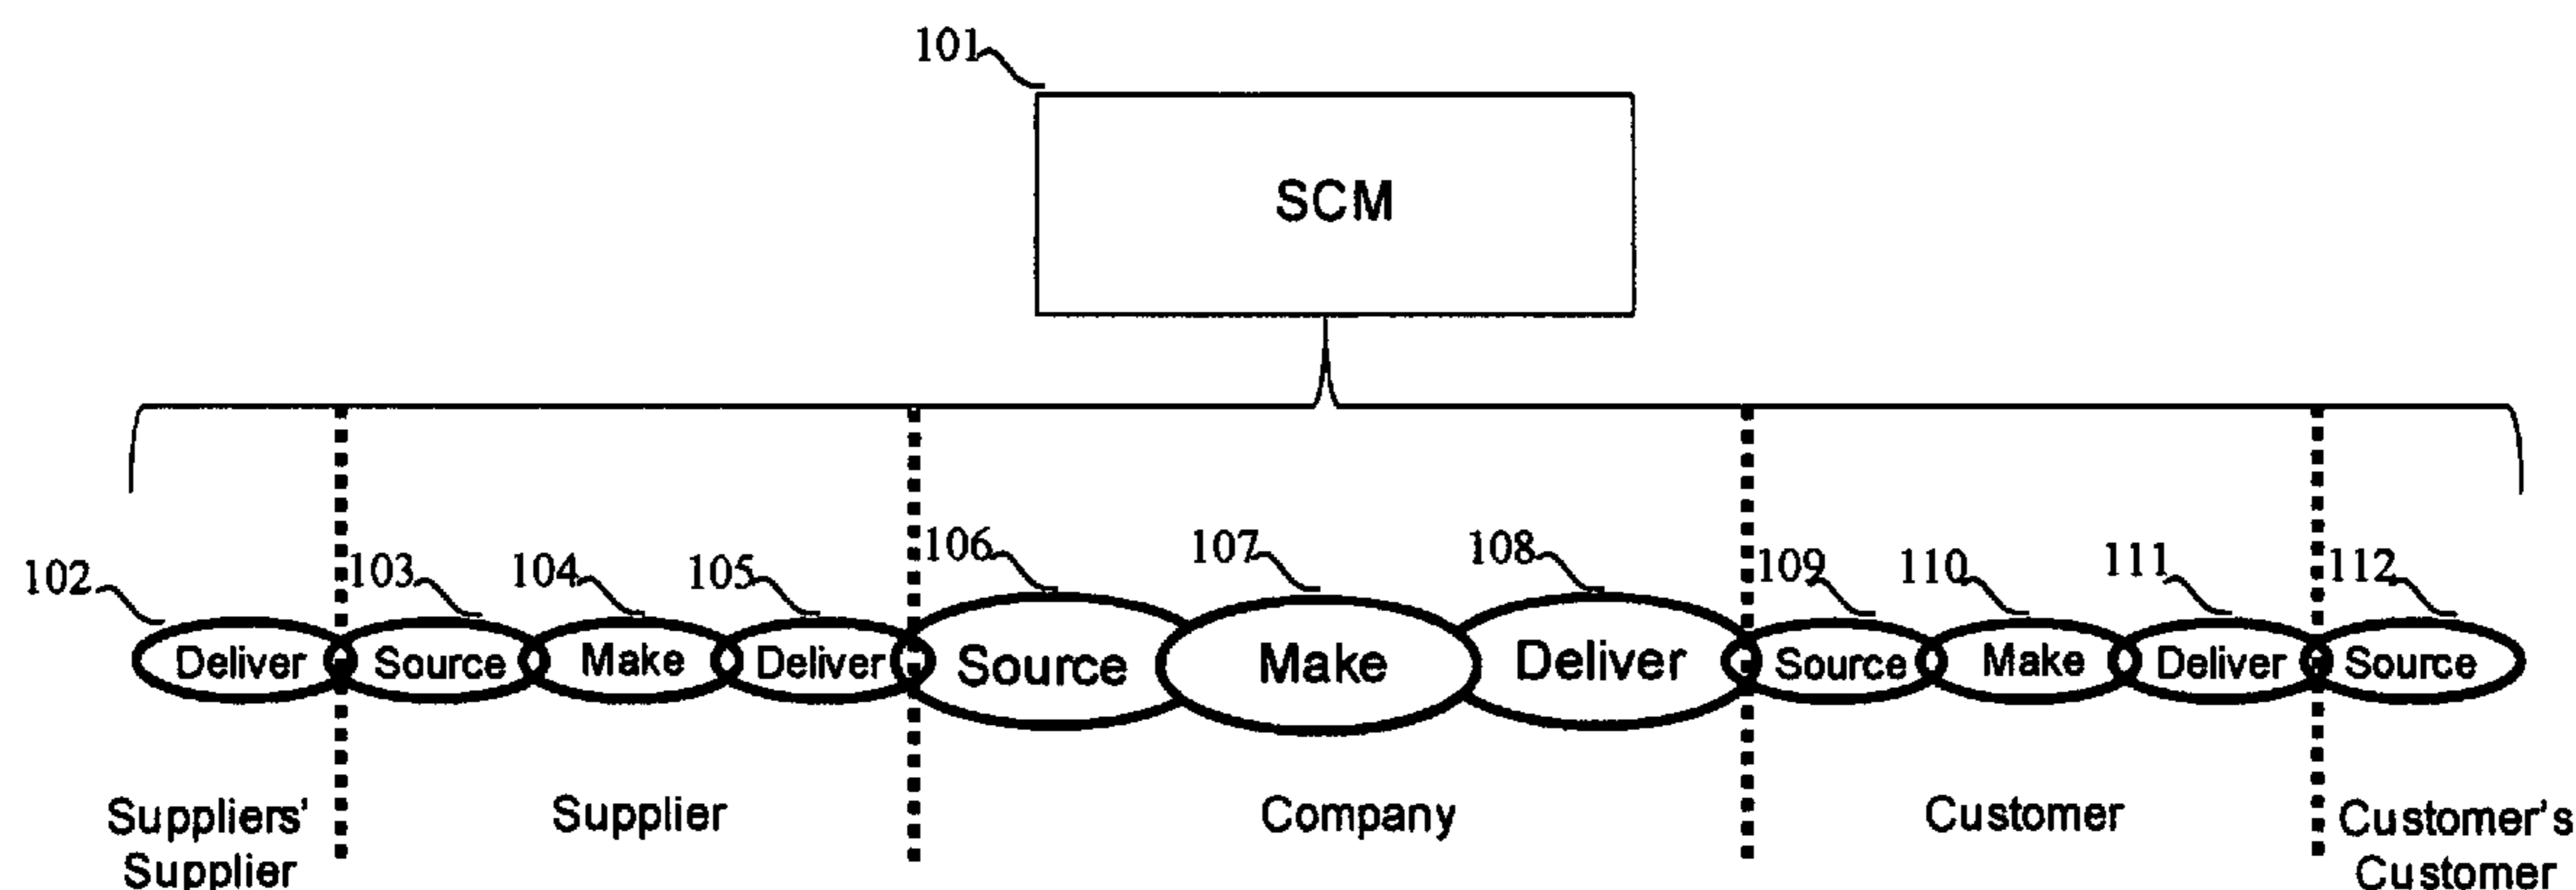 101
SCM
102
103
104
105
106
107
108
109
110
111
112
Deliver
Source
Make
Deliver
Source
Make
Deliver
Source
Make
Deliver
Source
Suppliers'
Supplier
Supplier
Company
Customer
Customer's
Customer